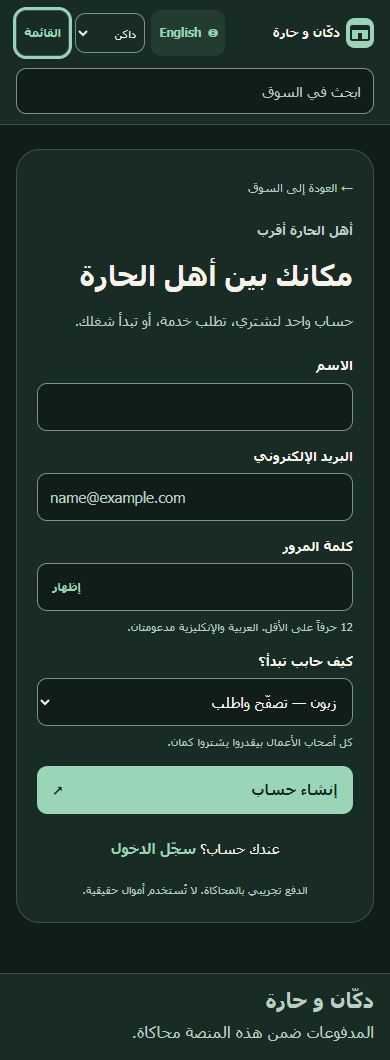 دكّان و حارة
English
داكن
القائمة
ابحث في السوق
← العودة إلى السوق
أهل الحارة أقرب
مكانك بين أهل الحارة
حساب واحد لتشتري، تطلب خدمة، أو تبدأ شغلك.
الاسم
البريد الإلكتروني
name@example.com
كلمة المرور
إظهار
12 حرفاً على الأقل. العربية والإنكليزية مدعومتان.
كيف حابب تبدأ؟
زبون — تصفّح واطلب
كل أصحاب الأعمال بيقدروا يشتروا كمان.
إنشاء حساب ↗
عندك حساب؟ سجّل الدخول
الدفع تجريبي بالمحاكاة. لا تُستخدم أموال حقيقية.
دكّان و حارة
المدفوعات ضمن هذه المنصة محاكاة.